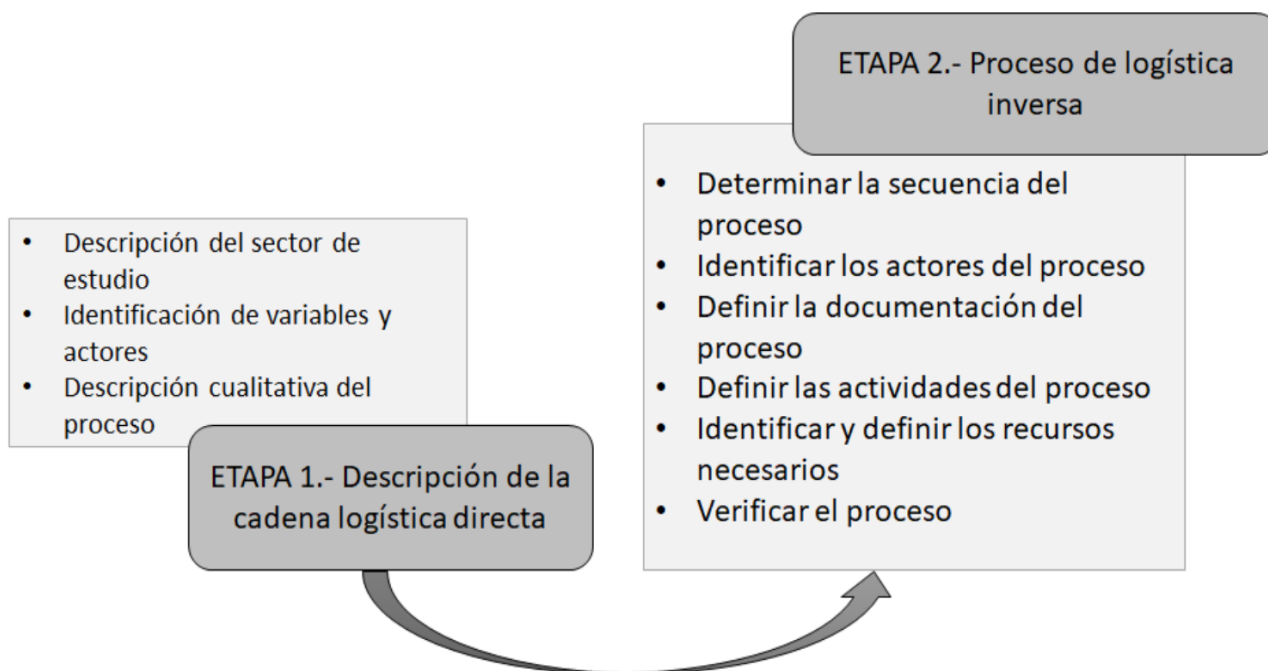 • Descripción del sector de
estudio
• Identificación de variables y
actores
• Descripción cualitativa del
proceso
ETAPA 1.- Descripción de la
cadena logística directa
ETAPA 2.- Proceso de logística
inversa
• Determinar la secuencia del
proceso
• Identificar los actores del proceso
• Definir la documentación del
proceso
• Definir las actividades del proceso
• Identificar y definir los recursos
necesarios
• Verificar el proceso